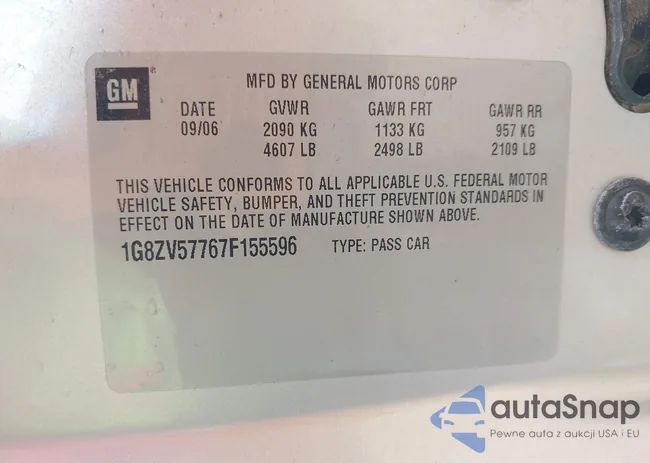 GM
MFD BY GENERAL MOTORS CORP
DATE GVWR GAWR FRT GAWR RR
09/06 2090 KG 1133 KG 957 KG
4607 LB 2498 LB 2109 LB
THIS VEHICLE CONFORMS TO ALL APPLICABLE U.S. FEDERAL MOTOR
VEHICLE SAFETY, BUMPER, AND THEFT PREVENTION STANDARDS IN
EFFECT ON THE DATE OF MANUFACTURE SHOWN ABOVE.
1G8ZV57767F155596 TYPE: PASS CAR
autaSnap
Pewne auta z aukcji USA i EU